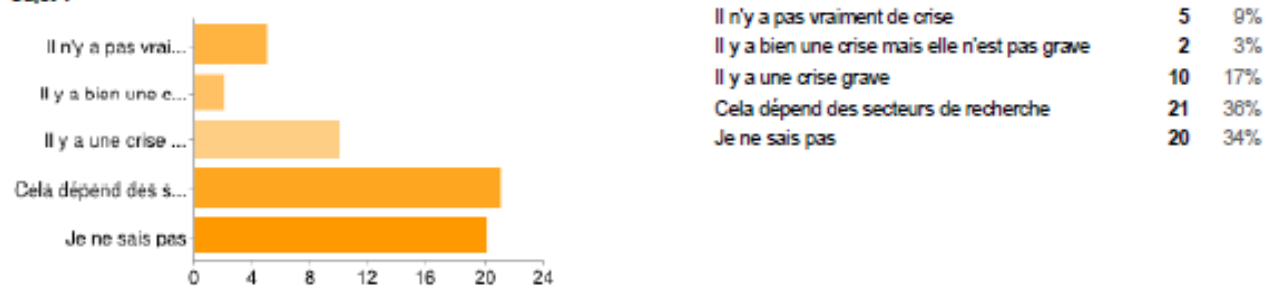 Il n'y a pas vrai...
Il y a bien une c...
Il y a une crise ...
Cela dépend des s...
Je ne sais pas
0 4 8 12 16 20 24
Il n'y a pas vraiment de crise 5 9%
Il y a bien une crise mais elle n'est pas grave 2 3%
Il y a une crise grave 10 17%
Cela dépend des secteurs de recherche 21 36%
Je ne sais pas 20 34%